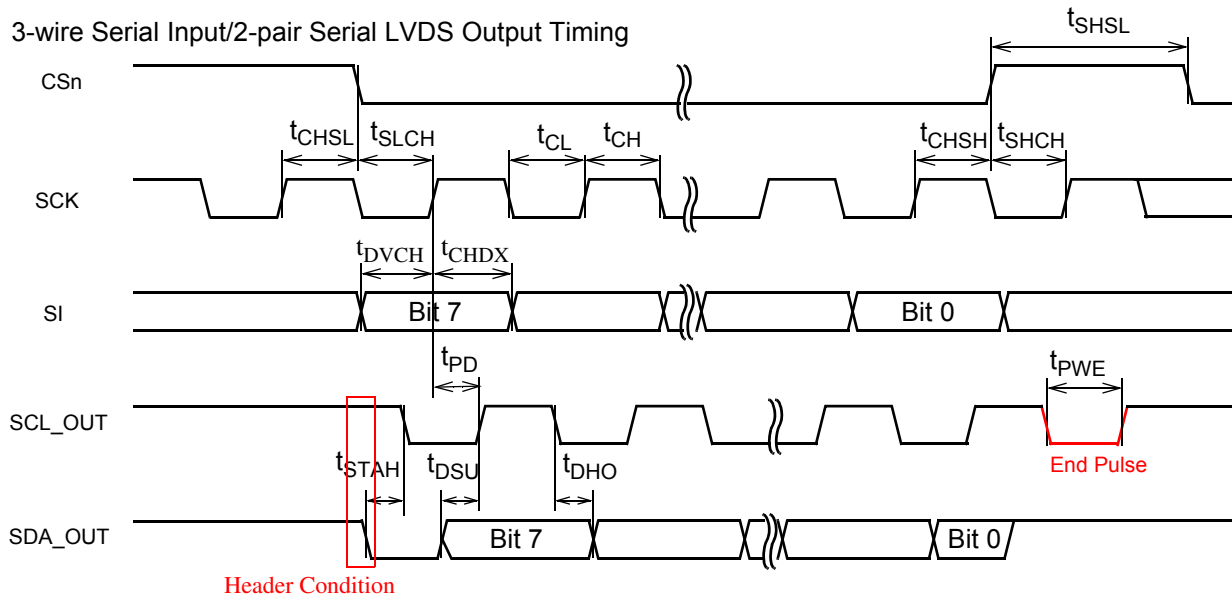 3-wire Serial Input/2-pair Serial LVDS Output Timing
tSHSL
CSn
tCHSL tSLCH tCL tCH tCHSH tSHCH
SCK
tDVCH tCHDX
SI Bit 7 Bit 0
tPD tPWE
SCL_OUT
End Pulse
tSTAH tDSU tDHO
SDA_OUT Bit 7 Bit 0
Header Condition